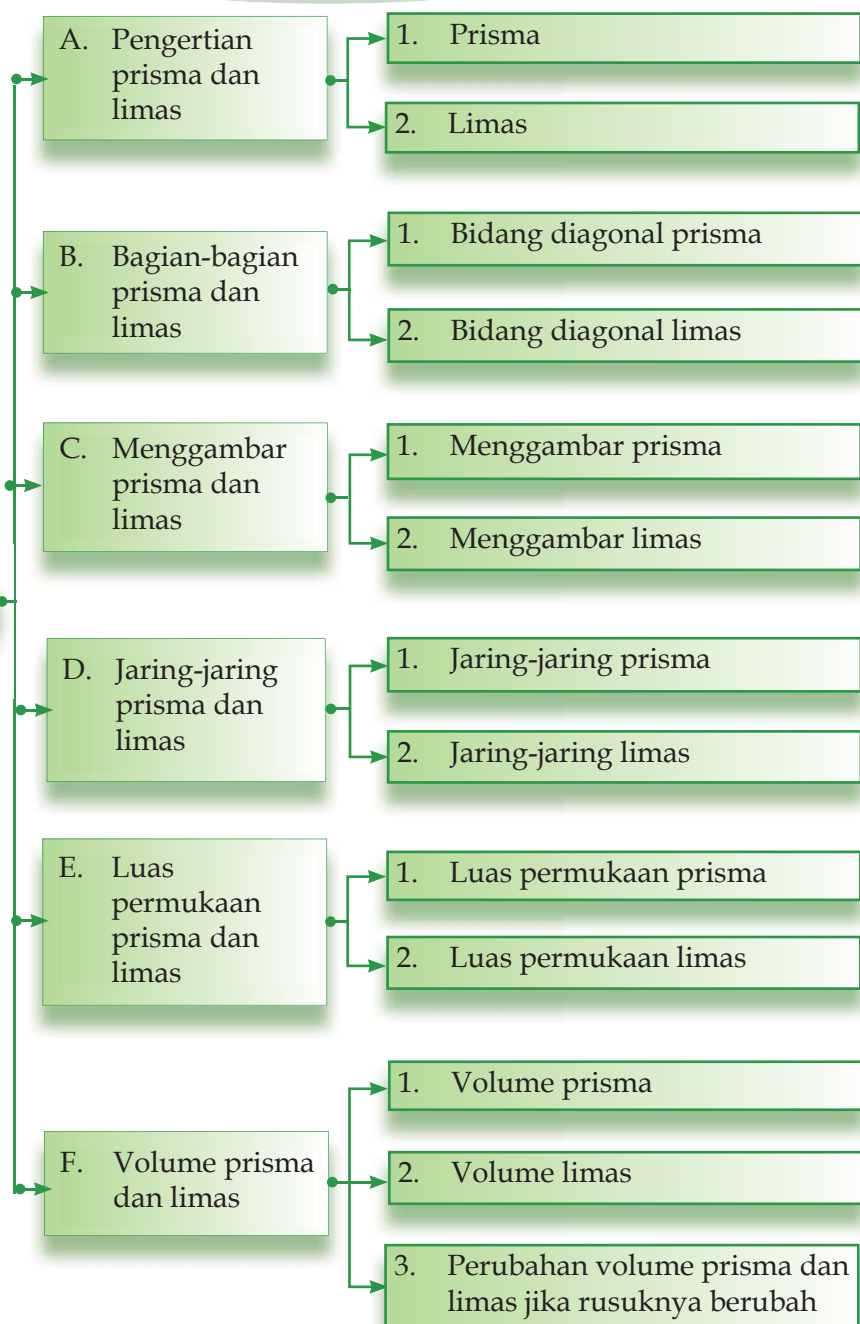 A. Pengertian
prisma dan
limas
1. Prisma
2. Limas
B. Bagian-bagian
prisma dan
limas
1. Bidang diagonal prisma
2. Bidang diagonal limas
C. Menggambar
prisma dan
limas
1. Menggambar prisma
2. Menggambar limas
D. Jaring-jaring
prisma dan
limas
1. Jaring-jaring prisma
2. Jaring-jaring limas
E. Luas
permukaan
prisma dan
limas
1. Luas permukaan prisma
2. Luas permukaan limas
F. Volume prisma
dan limas
1. Volume prisma
2. Volume limas
3. Perubahan volume prisma dan
limas jika rusuknya berubah